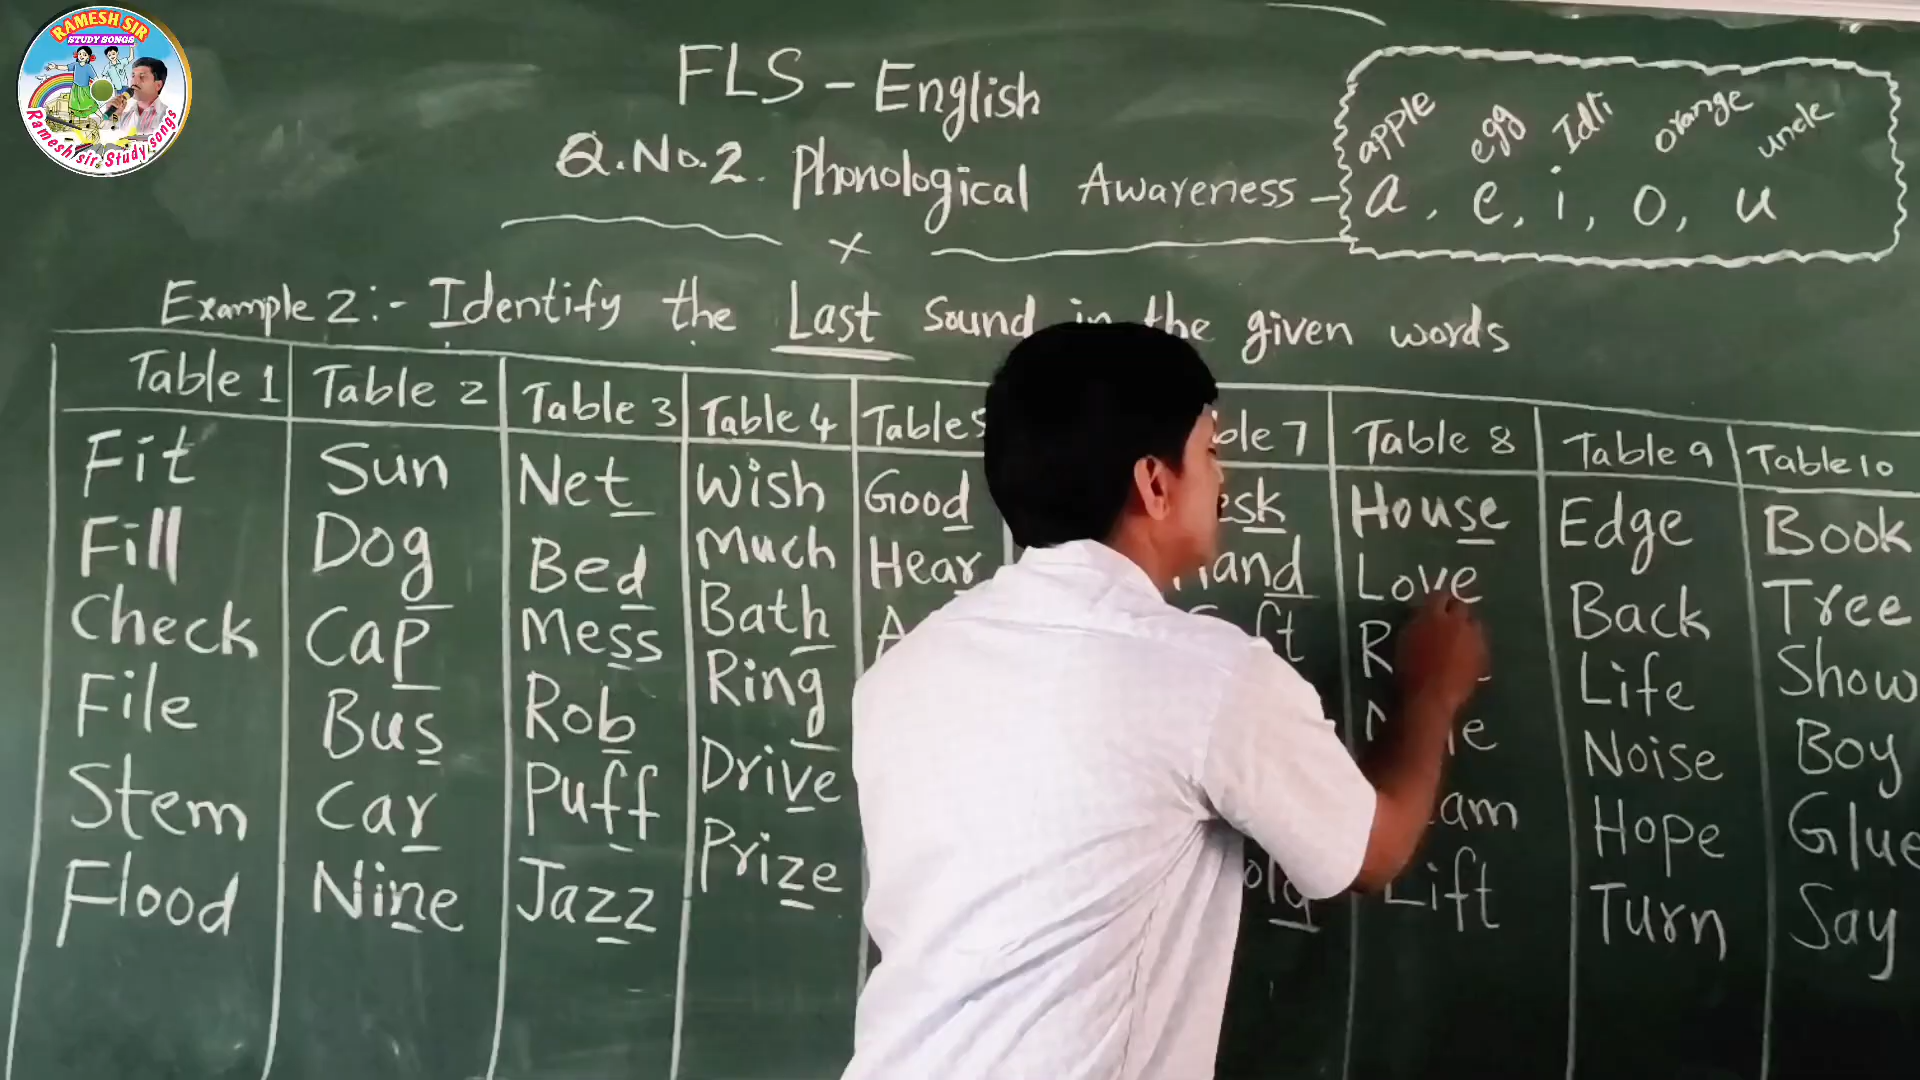 RAMESH SIR
STUDY SONGS
Ramesh sir. Study songs
FLS - English
Q.No.2. Phonological Awareness -
apple egg Idli orange uncle
a, e, i, o, u
x
Example 2:- Identify the Last sound in the given words
Table 1 Table 2 Table 3 Table 4 Table 5 ble 7 Table 8 Table 9 Table 10
Fit Sun Net Wish Good esk House Edge Book
Fill Dog Bed Much Hear and Love Back Tree
Check Cap Mess Bath A ft R Life Show
File Bus Rob Ring Noise Boy
Stem Car Puff Drive am Hope Glue
Flood Nine Jazz Prize Lift Turn Say